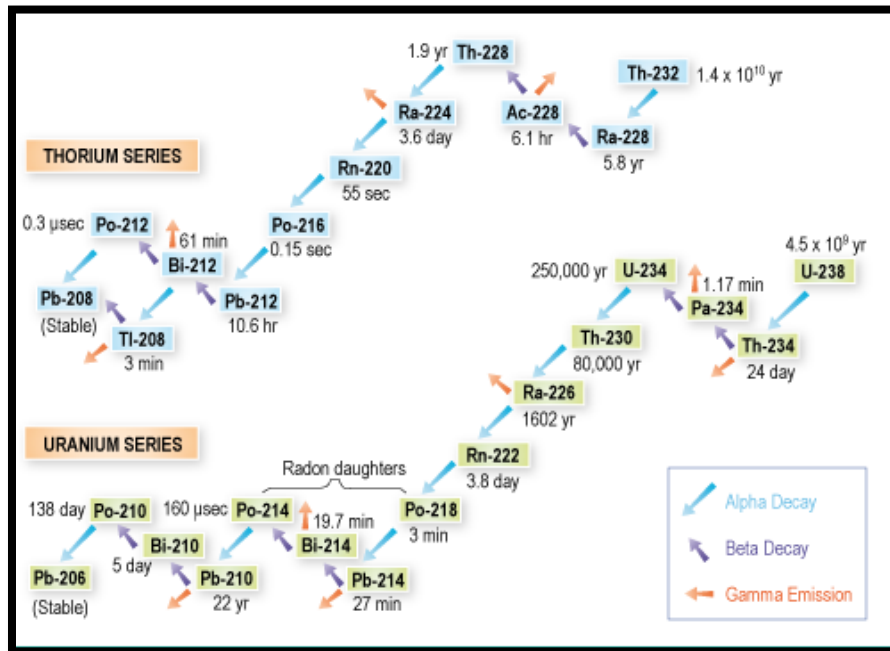 1.9 yr Th-228
Th-232 1.4 x 10¹⁰ yr
Ra-224
3.6 day
Ac-228
6.1 hr
Ra-228
5.8 yr
THORIUM SERIES
Rn-220
55 sec
0.3 µsec Po-212
61 min
Bi-212
Po-216
0.15 sec
Pb-208
(Stable)
Pb-212
10.6 hr
Tl-208
3 min
4.5 x 10⁹ yr
250,000 yr U-234
1.17 min
U-238
Pa-234
Th-230
80,000 yr
Th-234
24 day
Ra-226
1602 yr
URANIUM SERIES
Rn-222
3.8 day
Radon daughters
138 day Po-210
160 µsec Po-214
19.7 min
Po-218
3 min
Bi-210
5 day
Bi-214
Pb-206
(Stable)
Pb-210
22 yr
Pb-214
27 min
Alpha Decay
Beta Decay
Gamma Emission